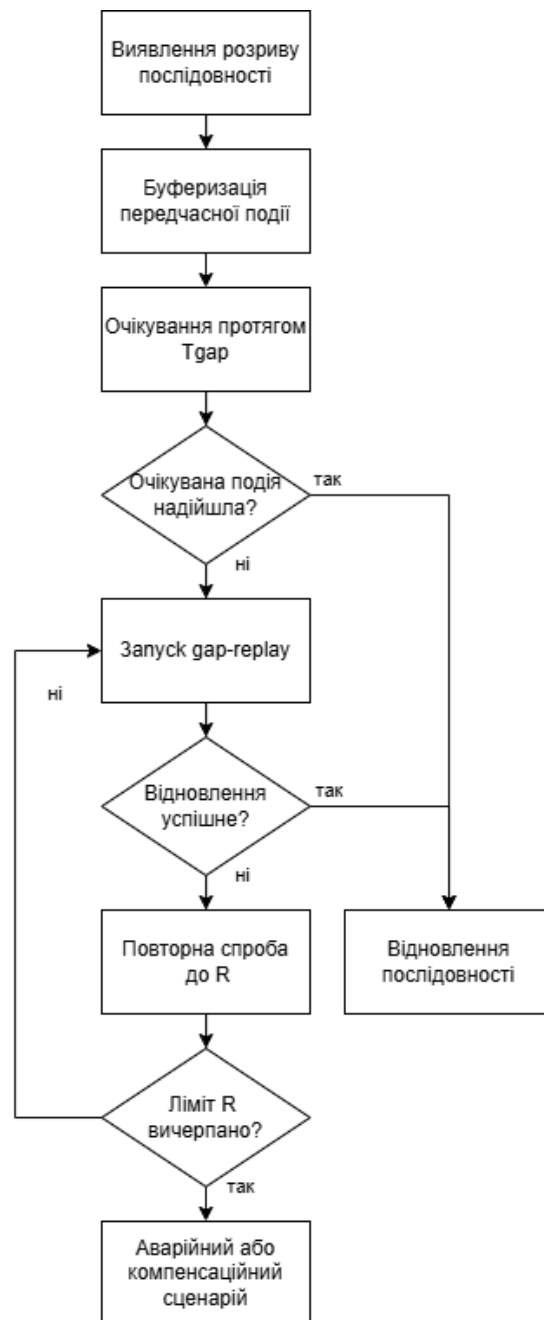 Виявлення розриву
послідовності
Буферизація
передчасної події
Очікування протягом
Tgap
Очікувана подія
надійшла?
так
ні
Запуск gap-replay
ні
Відновлення
успішне?
так
ні
Повторна спроба
до R
Відновлення
послідовності
Ліміт R
вичерпано?
так
Аварійний або
компенсаційний
сценарій